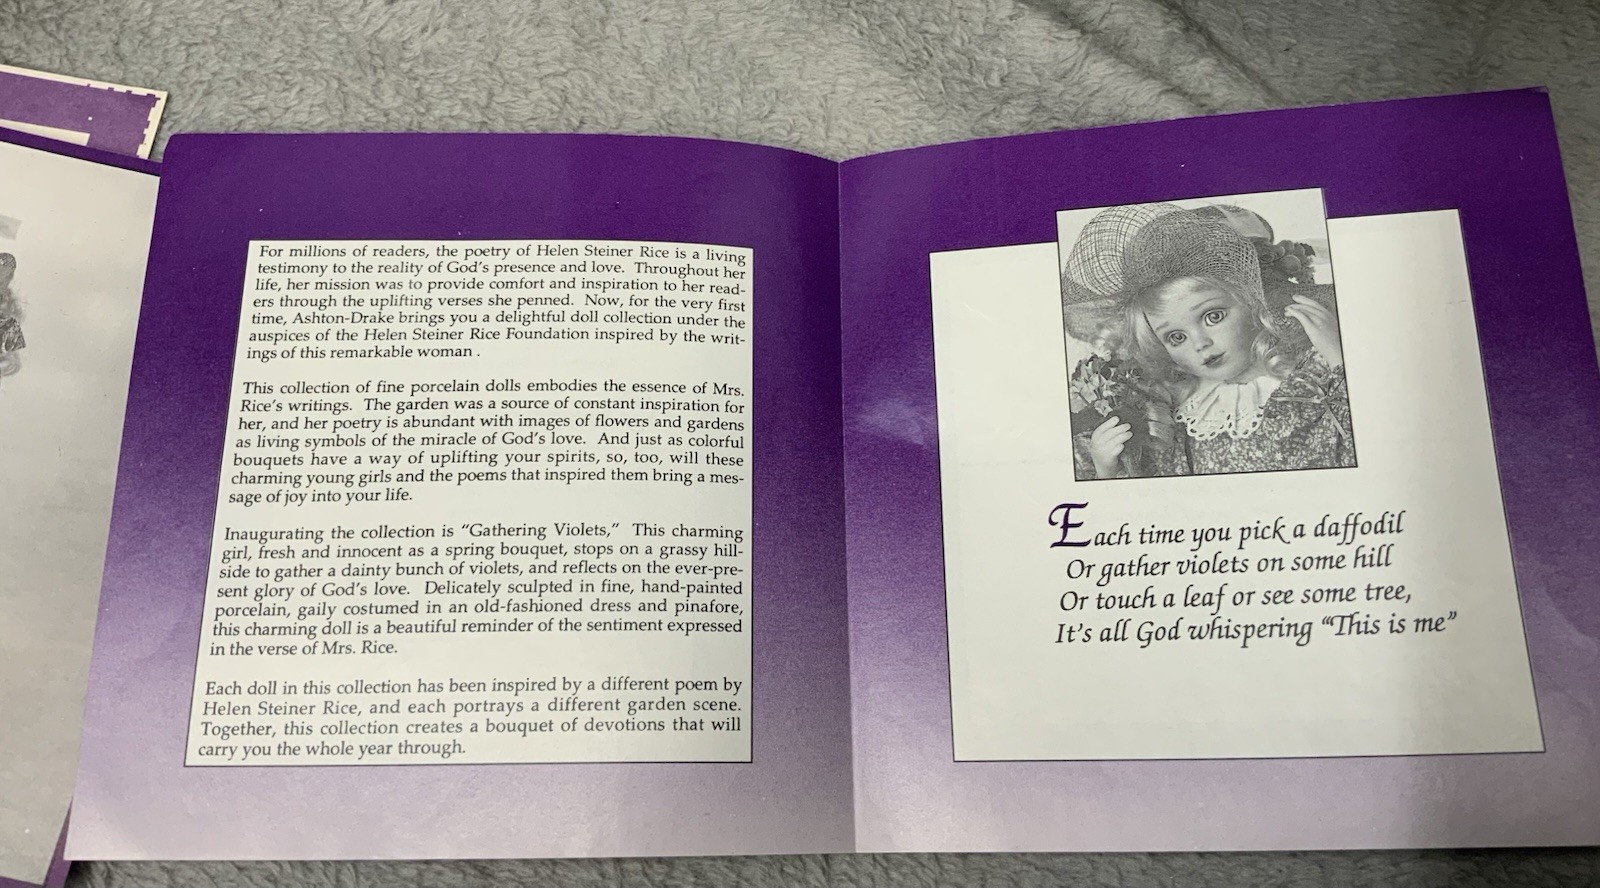 For millions of readers, the poetry of Helen Steiner Rice is a living
testimony to the reality of God's presence and love. Throughout her
life, her mission was to provide comfort and inspiration to her read-
ers through the uplifting verses she penned. Now, for the very first
time, Ashton-Drake brings you a delightful doll collection under the
auspices of the Helen Steiner Rice Foundation inspired by the writ-
ings of this remarkable woman .
This collection of fine porcelain dolls embodies the essence of Mrs.
Rice's writings. The garden was a source of constant inspiration for
her, and her poetry is abundant with images of flowers and gardens
as living symbols of the miracle of God's love. And just as colorful
bouquets have a way of uplifting your spirits, so, too, will these
charming young girls and the poems that inspired them bring a mes-
sage of joy into your life.
Inaugurating the collection is "Gathering Violets," This charming
girl, fresh and innocent as a spring bouquet, stops on a grassy hill-
side to gather a dainty bunch of violets, and reflects on the ever-pre-
sent glory of God's love. Delicately sculpted in fine, hand-painted
porcelain, gaily costumed in an old-fashioned dress and pinafore,
this charming doll is a beautiful reminder of the sentiment expressed
in the verse of Mrs. Rice.
Each doll in this collection has been inspired by a different poem by
Helen Steiner Rice, and each portrays a different garden scene.
Together, this collection creates a bouquet of devotions that will
carry you the whole year through.
Each time you pick a daffodil
Or gather violets on some hill
Or touch a leaf or see some tree,
It's all God whispering "This is me"